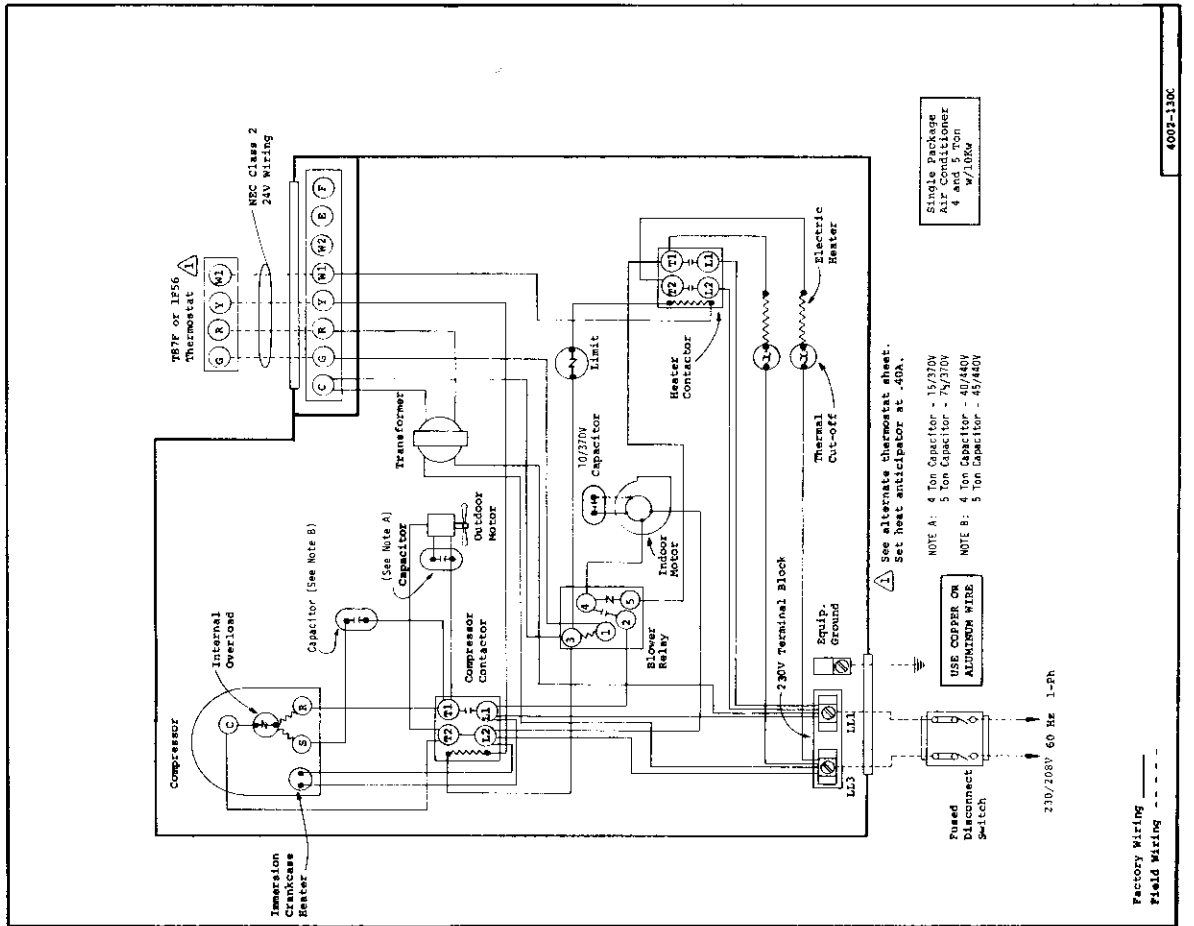 4002-130C
NEC Class 2
24V Wiring
TB7F or 1F56
Thermostat
1
G
R
Y
W1
C
G
R
Y
W1
W2
E
F
Transformer
Limit
10/370V
Capacitor
Heater
Contactor
T2
T1
L2
L1
Electric
Heater
Thermal
Cut-off
Single Package
Air Conditioner
4 and 5 Ton
w/10Kw
Compressor
Internal
Overload
C
S
R
Immersion
Crankcase
Heater
Capacitor (See Note B)
(See Note A)
Capacitor
Outdoor
Motor
Compressor
Contactor
T2
T1
L2
L1
Indoor
Motor
Blower
Relay
3
1
4
2
5
230V Terminal Block
Equip.
Ground
LL3
LL1
1
See alternate thermostat sheet.
Set heat anticipator at .40A.
NOTE A: 4 Ton Capacitor - 15/370V
5 Ton Capacitor - 7½/370V
NOTE B: 4 Ton Capacitor - 40/440V
5 Ton Capacitor - 45/440V
USE COPPER OR
ALUMINUM WIRE
Fused
Disconnect
Switch
230/208V 60 Hz 1-Ph
Factory Wiring
Field Wiring